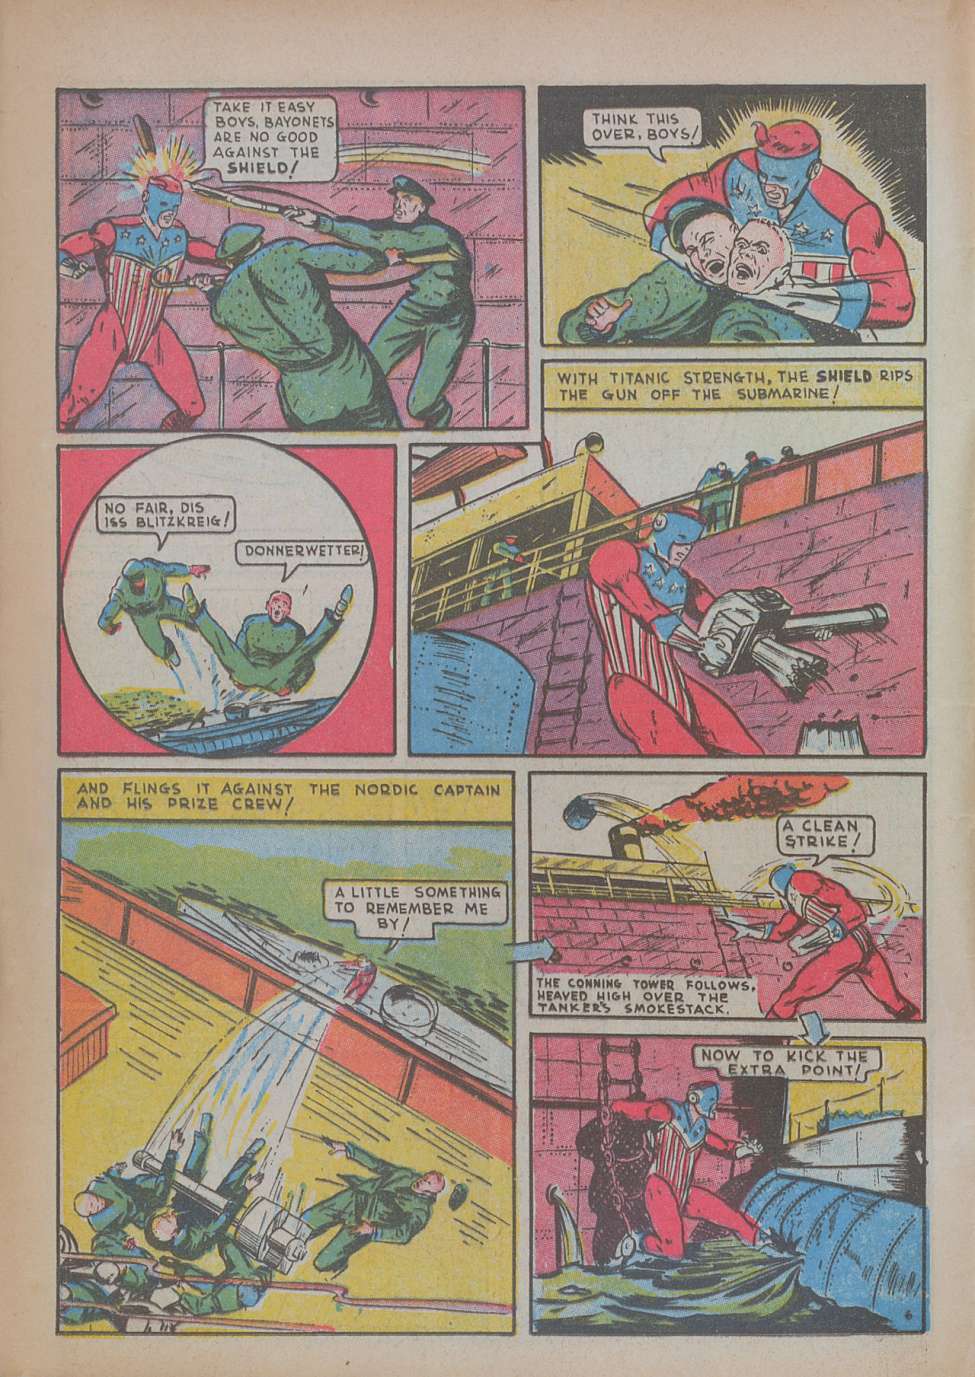 TAKE IT EASY
BOYS, BAYONETS
ARE NO GOOD
AGAINST THE
SHIELD!
THINK THIS
OVER, BOYS!
NO FAIR, DIS
ISS BLITZKREIG!
DONNERWETTER!
WITH TITANIC STRENGTH, THE SHIELD RIPS
THE GUN OFF THE SUBMARINE!
AND FLINGS IT AGAINST THE NORDIC CAPTAIN
AND HIS PRIZE CREW!
A LITTLE SOMETHING
TO REMEMBER ME
BY!
A CLEAN
STRIKE!
THE CONNING TOWER FOLLOWS,
HEAVED HIGH OVER THE
TANKER'S SMOKESTACK.
NOW TO KICK THE
EXTRA POINT!
6